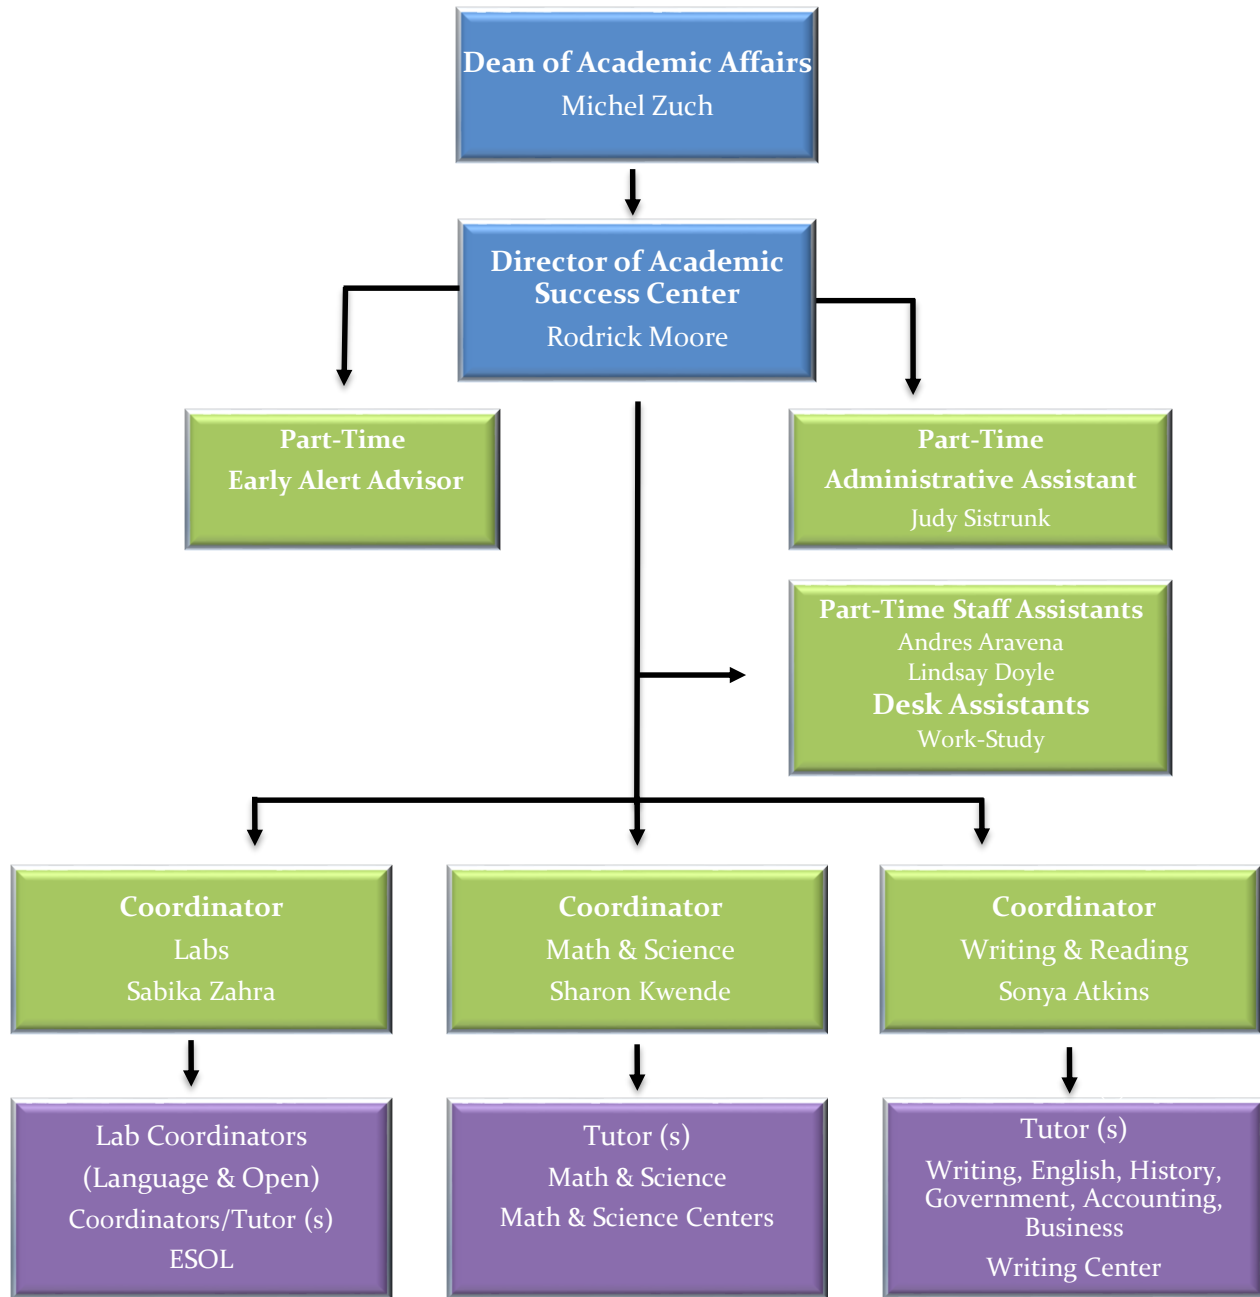 Dean of Academic Affairs
Michel Zuch
Director of Academic
Success Center
Rodrick Moore
Part-Time
Early Alert Advisor
Part-Time
Administrative Assistant
Judy Sistrunk
Part-Time Staff Assistants
Andres Aravena
Lindsay Doyle
Desk Assistants
Work-Study
Coordinator
Labs
Sabika Zahra
Coordinator
Math & Science
Sharon Kwende
Coordinator
Writing & Reading
Sonya Atkins
Lab Coordinators
(Language & Open)
Coordinators/Tutor (s)
ESOL
Tutor (s)
Math & Science
Math & Science Centers
Tutor (s)
Writing, English, History,
Government, Accounting,
Business
Writing Center